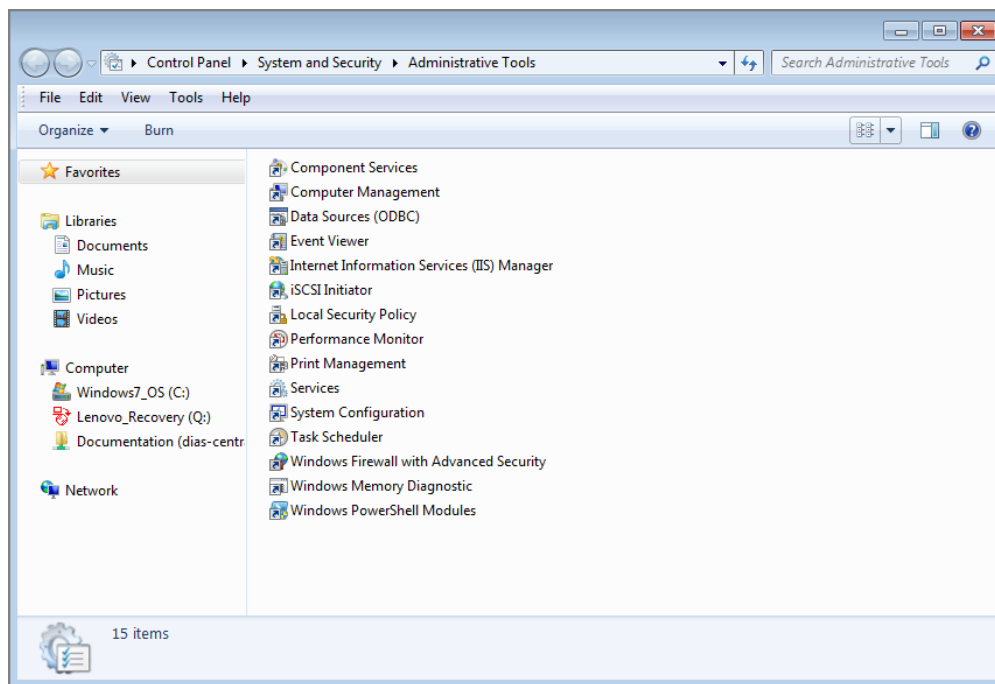 Control Panel System and Security Administrative Tools Search Administrative Tools
File Edit View Tools Help
Organize Burn
Favorites
Libraries
Documents
Music
Pictures
Videos
Computer
Windows7_OS (C:)
Lenovo_Recovery (Q:)
Documentation (dias-centr
Network
Component Services
Computer Management
Data Sources (ODBC)
Event Viewer
Internet Information Services (IIS) Manager
iSCSI Initiator
Local Security Policy
Performance Monitor
Print Management
Services
System Configuration
Task Scheduler
Windows Firewall with Advanced Security
Windows Memory Diagnostic
Windows PowerShell Modules
15 items